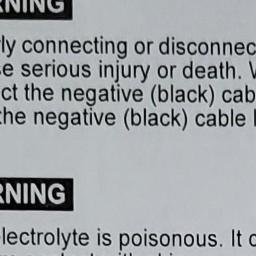 RNING
rly connecting or disconnec
se serious injury or death.
ct the negative (black) cab
the negative (black) cable
RNING
lectrolyte is poisonous. It